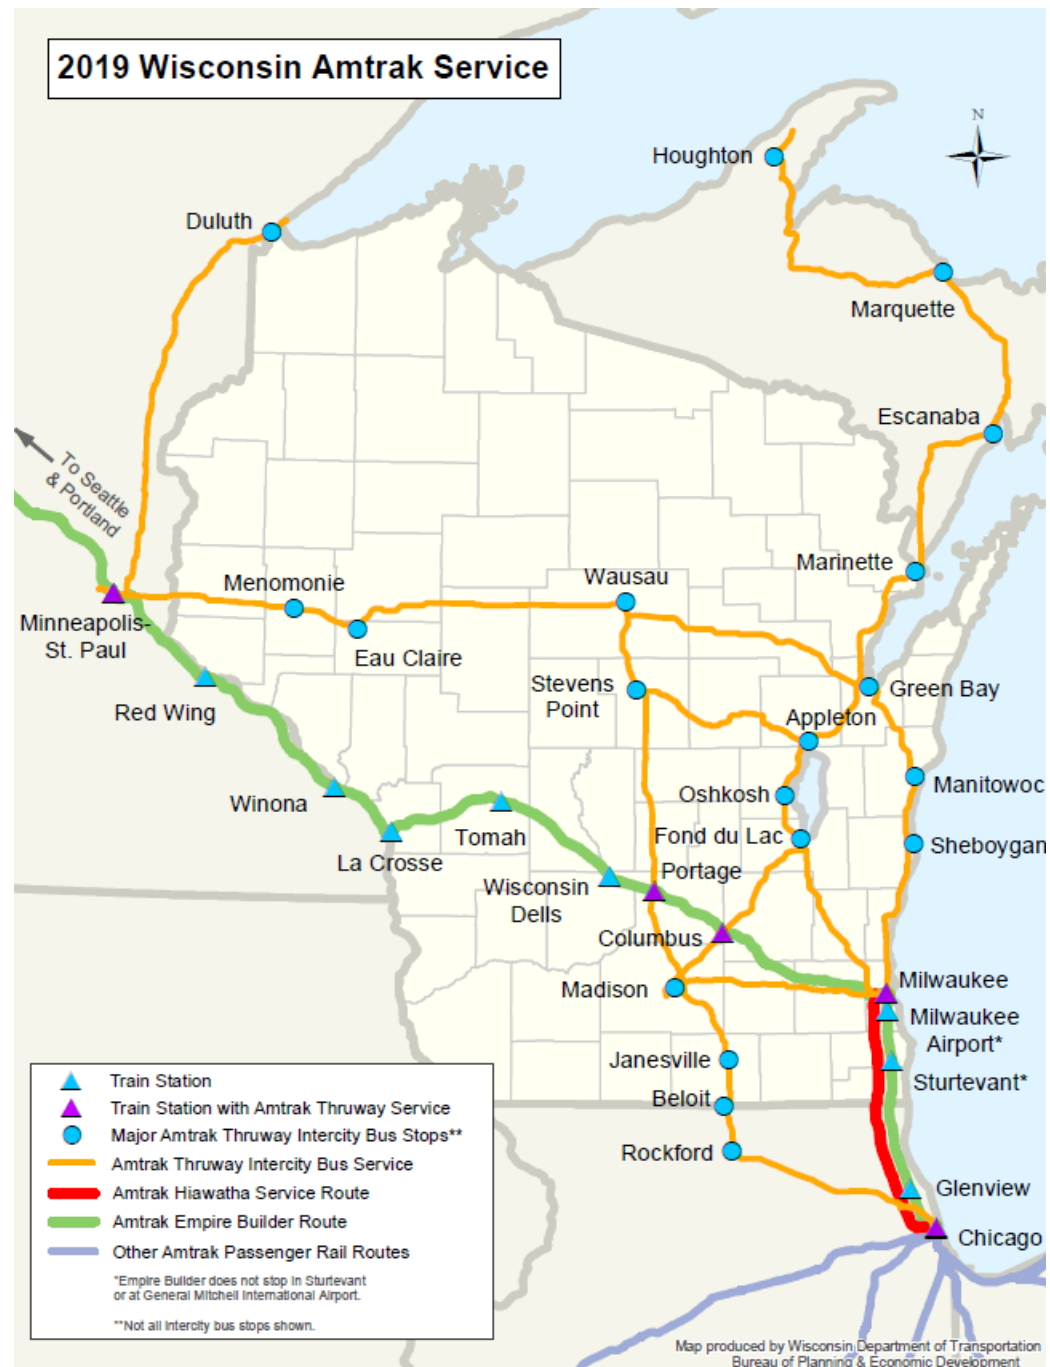 2019 Wisconsin Amtrak Service
N
Houghton
Duluth
Marquette
Escanaba
To Seattle
& Portland
Marinette
Wausau
Menomonie
Minneapolis-
St. Paul
Eau Claire
Stevens
Point
Green Bay
Red Wing
Appleton
Manitowoc
Oshkosh
Winona
Tomah
Fond du Lac
Sheboygan
La Crosse
Portage
Wisconsin
Dells
Columbus
Madison
Milwaukee
Milwaukee
Airport*
Janesville
Sturtevant*
Beloit
Rockford
Glenview
Chicago
Train Station
Train Station with Amtrak Thruway Service
Major Amtrak Thruway Intercity Bus Stops**
Amtrak Thruway Intercity Bus Service
Amtrak Hiawatha Service Route
Amtrak Empire Builder Route
Other Amtrak Passenger Rail Routes
*Empire Builder does not stop in Sturtevant
or at General Mitchell International Airport.
**Not all intercity bus stops shown.
Map produced by Wisconsin Department of Transportation
Bureau of Planning & Economic Development